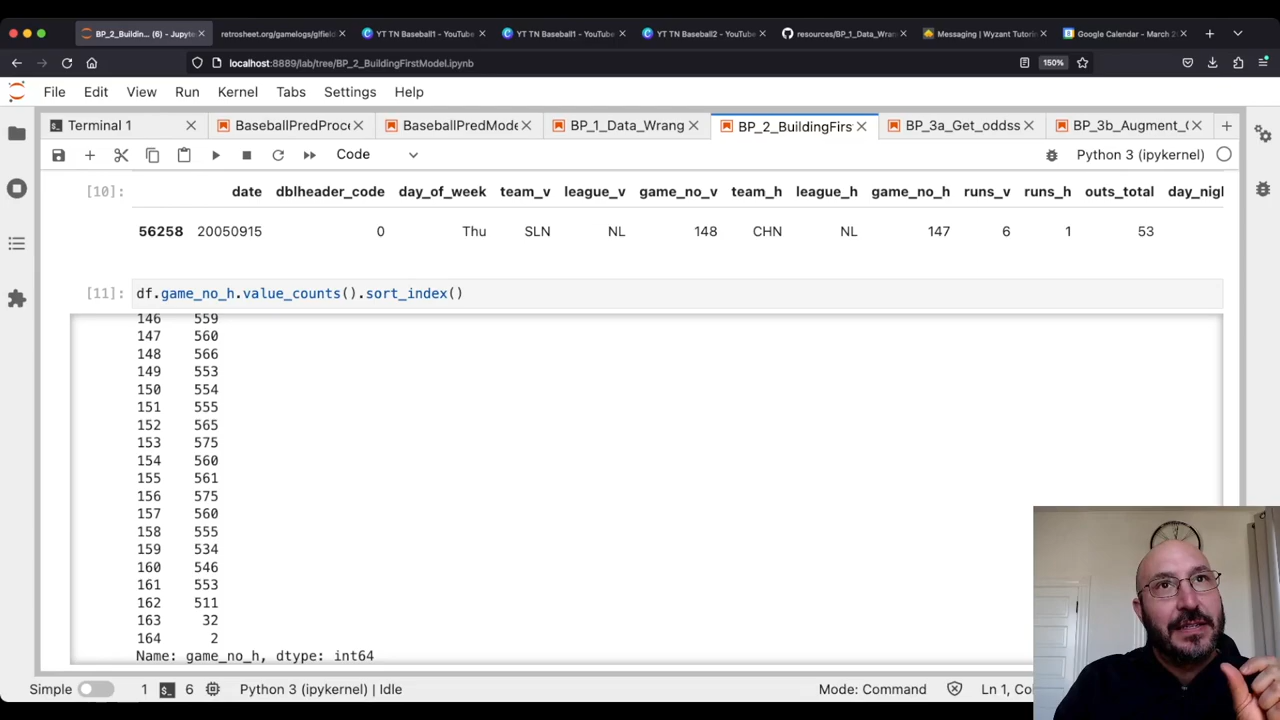 BP_2_Buildin… (6) - Jupyte
retrosheet.org/gamelogs/glfield
YT TN Baseball1 - YouTube
YT TN Baseball1 - YouTube
YT TN Baseball2 - YouTube
resources/BP_1_Data_Wran
Messaging | Wyzant Tutori
Google Calendar - March 2
localhost:8889/lab/tree/BP_2_BuildingFirstModel.ipynb
150%
File Edit View Run Kernel Tabs Settings Help
Terminal 1
BaseballPredProc
BaseballPredMode
BP_1_Data_Wrang
BP_2_BuildingFirs
BP_3a_Get_oddss
BP_3b_Augment_
Code
Python 3 (ipykernel)
[10]:
date dblheader_code day_of_week team_v league_v game_no_v team_h league_h game_no_h runs_v runs_h outs_total day_nigl
56258 20050915 0 Thu SLN NL 148 CHN NL 147 6 1 53
[11]: df.game_no_h.value_counts().sort_index()
146 559
147 560
148 566
149 553
150 554
151 555
152 565
153 575
154 560
155 561
156 575
157 560
158 555
159 534
160 546
161 553
162 511
163 32
164 2
Name: game_no_h, dtype: int64
Simple 1 6 Python 3 (ipykernel) | Idle Mode: Command Ln 1, Co